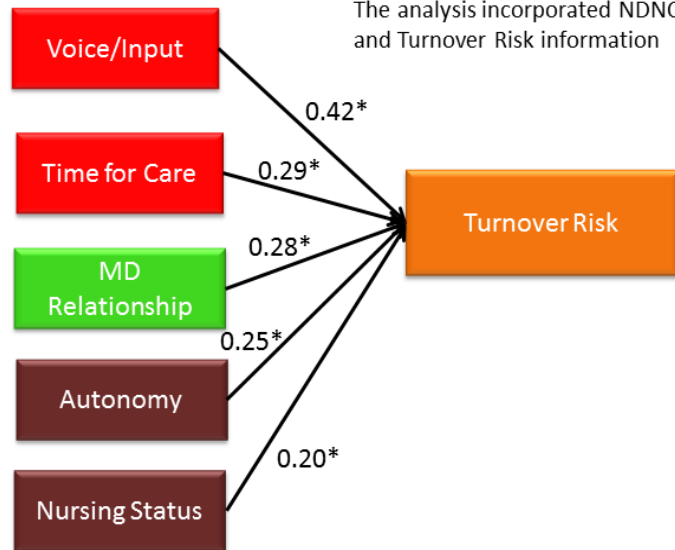 The analysis incorporated NDNC
and Turnover Risk information
Voice/Input
0.42*
Time for Care
0.29*
Turnover Risk
MD
Relationship
0.28*
0.25*
Autonomy
0.20*
Nursing Status